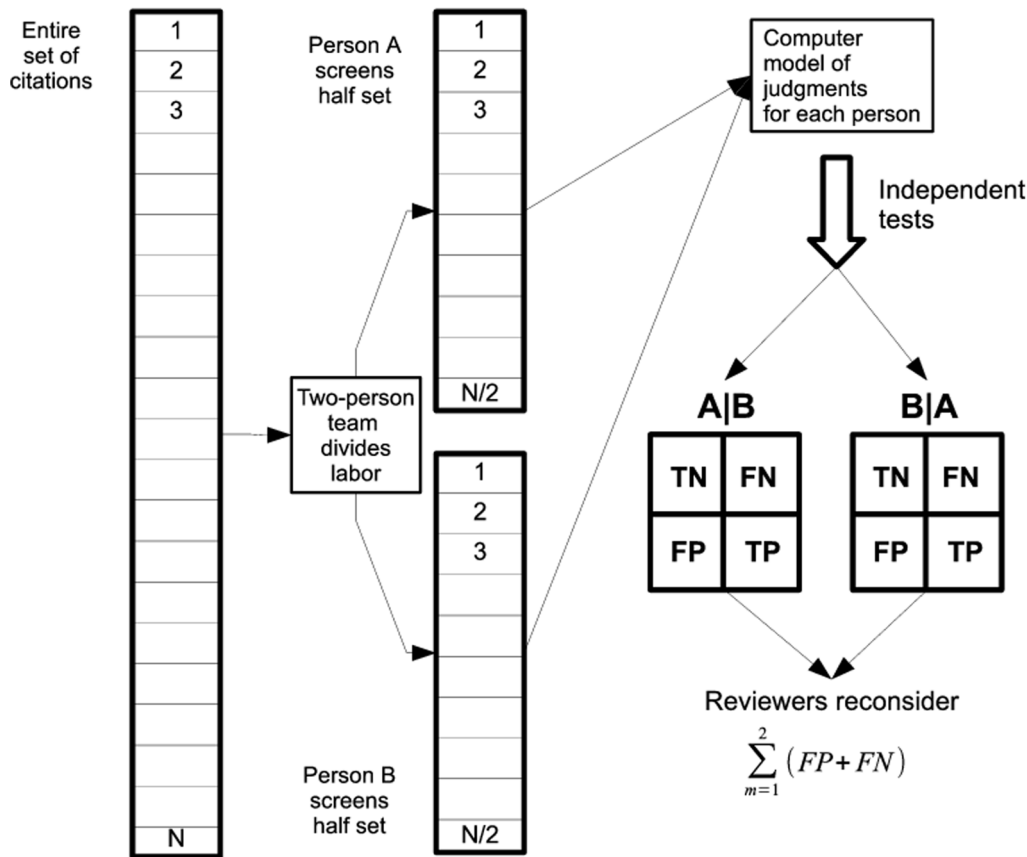 Entire
set of
citations
1
2
3
N
Person A
screens
half set
1
2
3
N/2
Two-person
team
divides
labor
Person B
screens
half set
1
2
3
N/2
Computer
model of
judgments
for each person
Independent
tests
A|B
TN FN
FP TP
B|A
TN FN
FP TP
Reviewers reconsider
2
∑ (FP+FN)
m=1